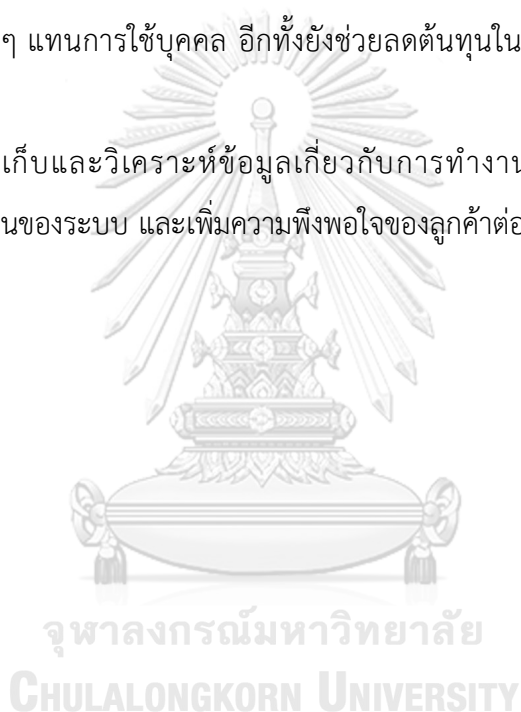 ๆ แทนการใช้บุคคล อีกทั้งยังช่วยลดต้นทุนใน
เก็บและวิเคราะห์ข้อมูลเกี่ยวกับการทำงาน
นของระบบ และเพิ่มความพึงพอใจของลูกค้าต่อ
จุฬาลงกรณ์มหาวิทยาลัย
CHULALONGKORN UNIVERSITY